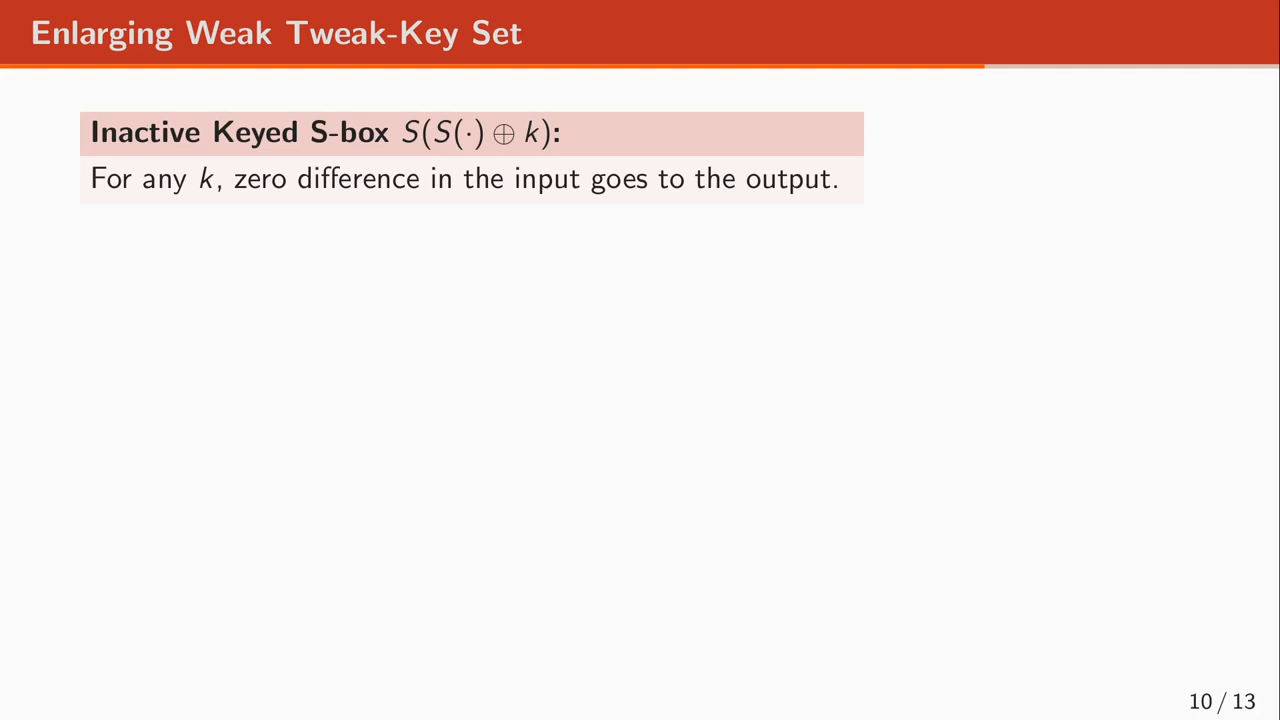 Enlarging Weak Tweak-Key Set
Inactive Keyed S-box S(S(·) ⊕ k):
For any k, zero difference in the input goes to the output.
10 / 13